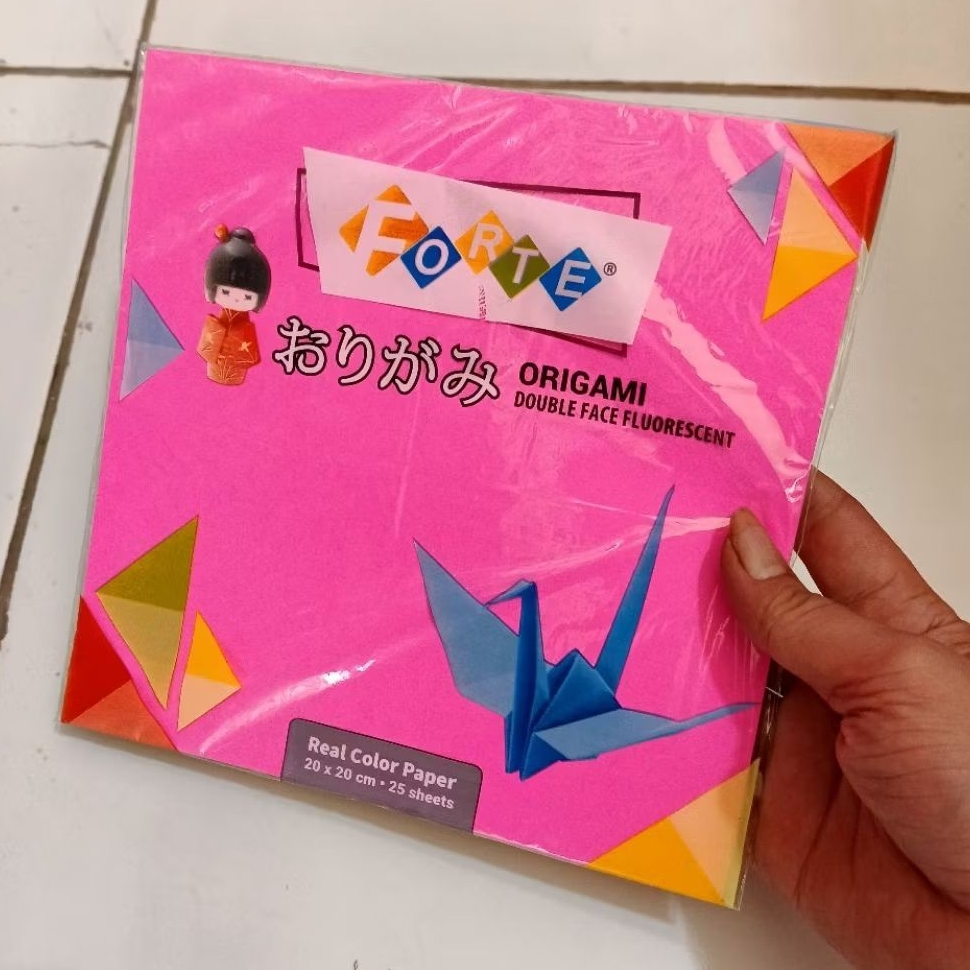 FORTE®
おりがみ
ORIGAMI
DOUBLE FACE FLUORESCENT
Real Color Paper
20 x 20 cm • 25 sheets